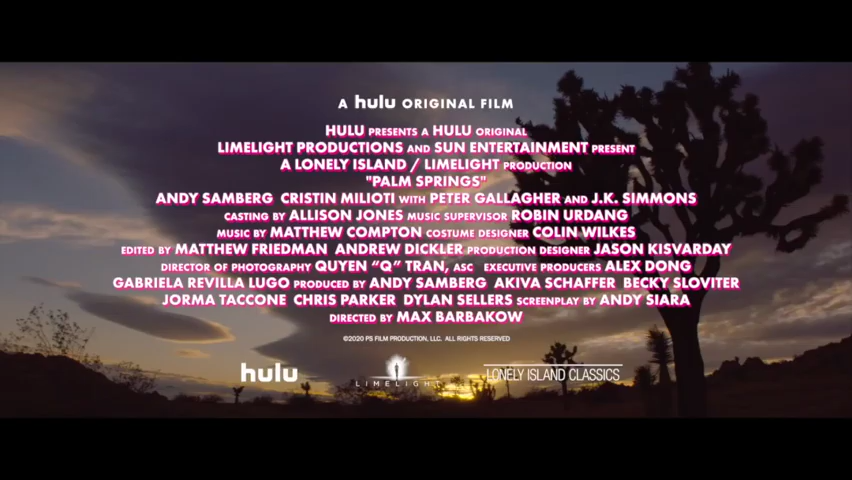 A hulu ORIGINAL FILM
HULU PRESENTS A HULU ORIGINAL
LIMELIGHT PRODUCTIONS AND SUN ENTERTAINMENT PRESENT
A LONELY ISLAND / LIMELIGHT PRODUCTION
"PALM SPRINGS"
ANDY SAMBERG CRISTIN MILIOTI WITH PETER GALLAGHER AND J.K. SIMMONS
CASTING BY ALLISON JONES MUSIC SUPERVISOR ROBIN URDANG
MUSIC BY MATTHEW COMPTON COSTUME DESIGNER COLIN WILKES
EDITED BY MATTHEW FRIEDMAN ANDREW DICKLER PRODUCTION DESIGNER JASON KISVARDAY
DIRECTOR OF PHOTOGRAPHY QUYEN “Q” TRAN, ASC EXECUTIVE PRODUCERS ALEX DONG
GABRIELA REVILLA LUGO PRODUCED BY ANDY SAMBERG AKIVA SCHAFFER BECKY SLOVITER
JORMA TACCONE CHRIS PARKER DYLAN SELLERS SCREENPLAY BY ANDY SIARA
DIRECTED BY MAX BARBAKOW
©2020 PS FILM PRODUCTION, LLC. ALL RIGHTS RESERVED
hulu LIMELIGHT LONELY ISLAND CLASSICS